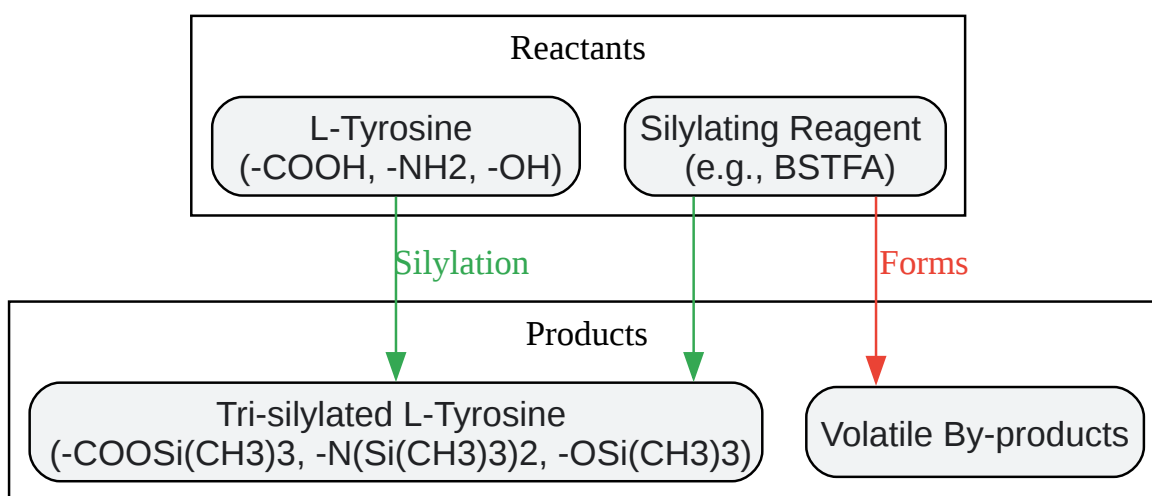 Reactants
L-Tyrosine
(-COOH, -NH2, -OH)
Silylating Reagent
(e.g., BSTFA)
Silylation
Forms
Products
Tri-silylated L-Tyrosine
(-COOSi(CH3)3, -N(Si(CH3)3)2, -OSi(CH3)3)
Volatile By-products